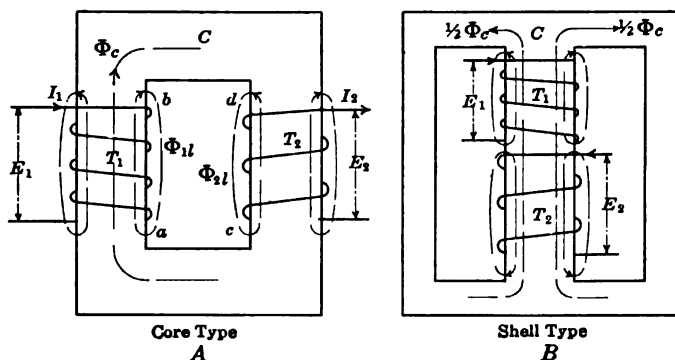 Φc C
I1 b d I2
E1 T1 Φ1l Φ2l T2 E2
a c
Core Type
A
½Φc C ½Φc
E1 T1
T2 E2
Shell Type
B